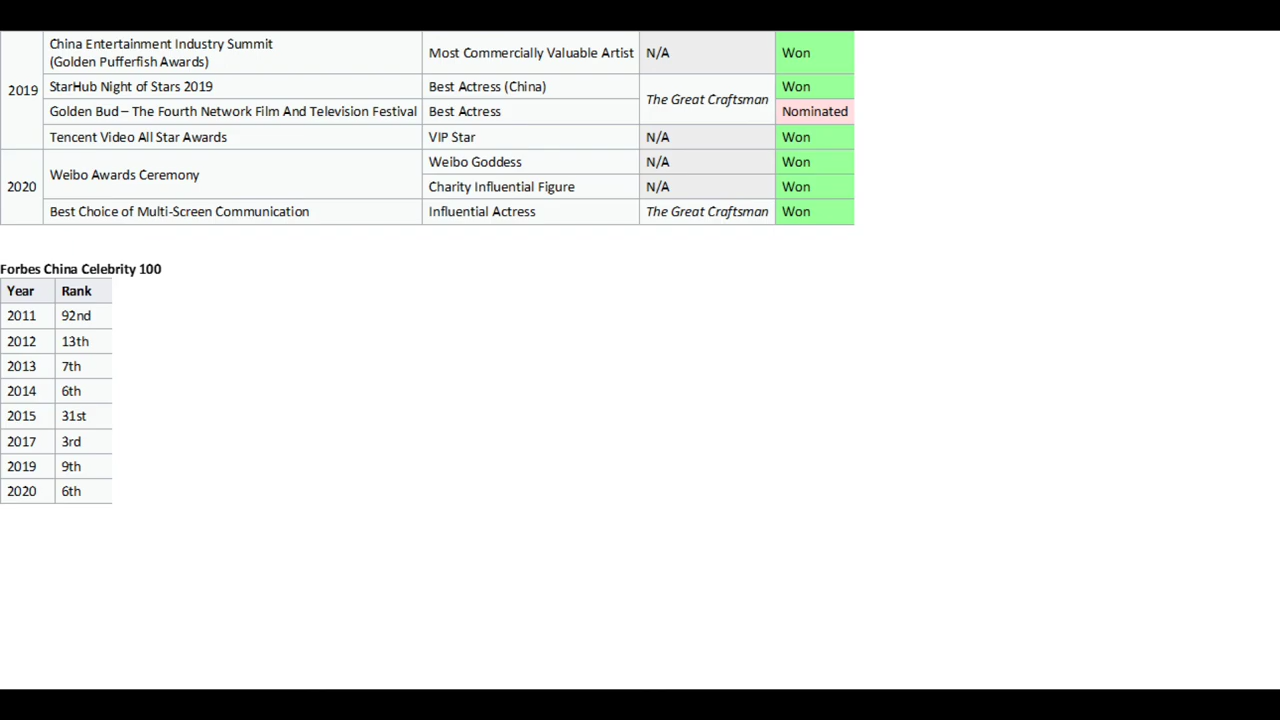 2019 China Entertainment Industry Summit (Golden Pufferfish Awards) Most Commercially Valuable Artist N/A Won
StarHub Night of Stars 2019 Best Actress (China) The Great Craftsman Won
Golden Bud – The Fourth Network Film And Television Festival Best Actress Nominated
Tencent Video All Star Awards VIP Star N/A Won
2020 Weibo Awards Ceremony Weibo Goddess N/A Won
Charity Influential Figure N/A Won
Best Choice of Multi-Screen Communication Influential Actress The Great Craftsman Won
Forbes China Celebrity 100
Year Rank
2011 92nd
2012 13th
2013 7th
2014 6th
2015 31st
2017 3rd
2019 9th
2020 6th